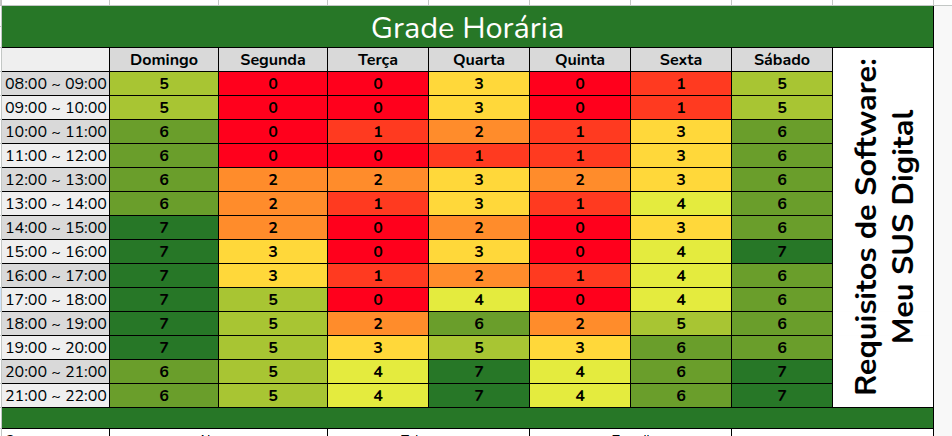 Grade Horária
Domingo Segunda Terça Quarta Quinta Sexta Sábado
08:00 ~ 09:00 5 0 0 3 0 1 5
09:00 ~ 10:00 5 0 0 3 0 1 5
10:00 ~ 11:00 6 0 1 2 1 3 6
11:00 ~ 12:00 6 0 0 1 1 3 6
12:00 ~ 13:00 6 2 2 3 2 3 6
13:00 ~ 14:00 6 2 1 3 1 4 6
14:00 ~ 15:00 7 2 0 2 0 3 6
15:00 ~ 16:00 7 3 0 3 0 4 7
16:00 ~ 17:00 7 3 1 2 1 4 6
17:00 ~ 18:00 7 5 0 4 0 4 6
18:00 ~ 19:00 7 5 2 6 2 5 6
19:00 ~ 20:00 7 5 3 5 3 6 6
20:00 ~ 21:00 6 5 4 7 4 6 7
21:00 ~ 22:00 6 5 4 7 4 6 7
Requisitos de Software:
Meu SUS Digital